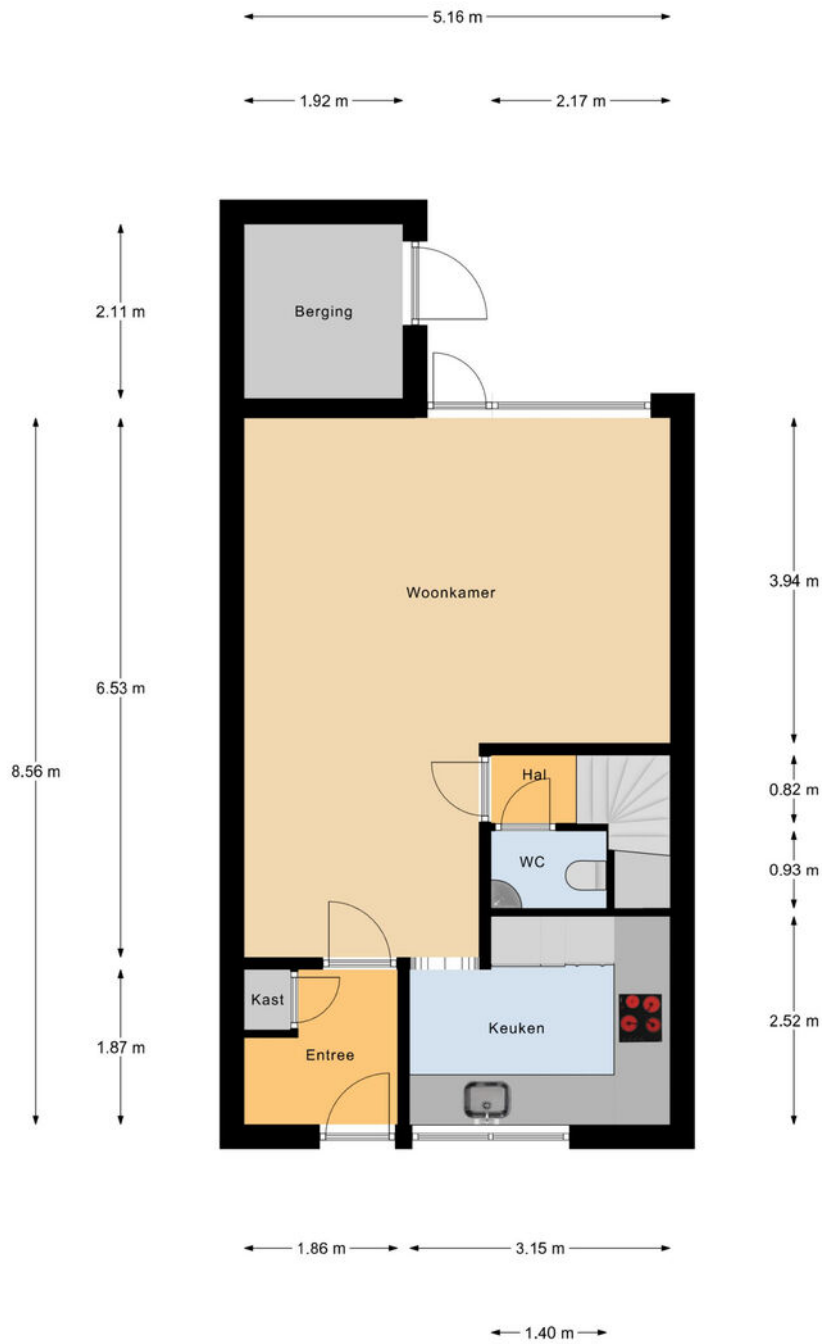 5.16 m
1.92 m
2.17 m
Berging
2.11 m
Woonkamer
3.94 m
6.53 m
8.56 m
Hal
0.82 m
WC
0.93 m
Kast
Keuken
2.52 m
1.87 m
Entree
1.86 m
3.15 m
1.40 m